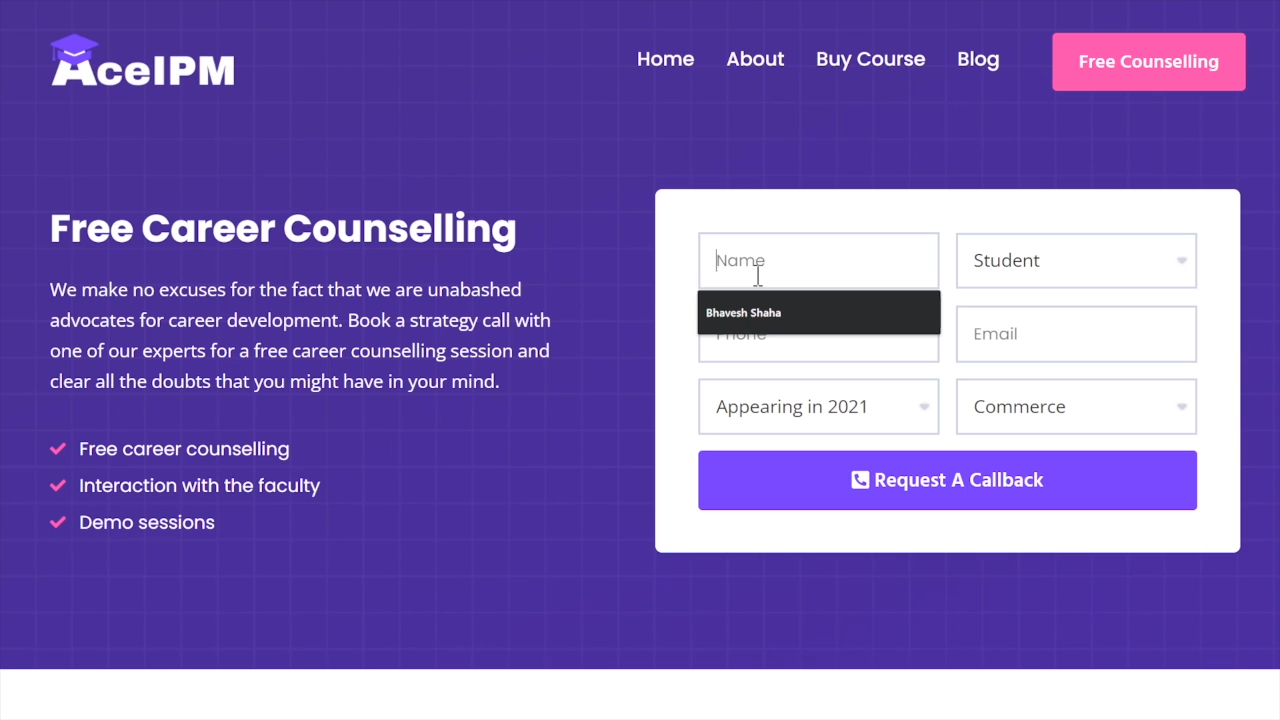 AceIPM
Home About Buy Course Blog Free Counselling
Free Career Counselling
We make no excuses for the fact that we are unabashed
advocates for career development. Book a strategy call with
one of our experts for a free career counselling session and
clear all the doubts that you might have in your mind.
Free career counselling
Interaction with the faculty
Demo sessions
Name Student
Bhavesh Shaha
Phone Email
Appearing in 2021 Commerce
Request A Callback